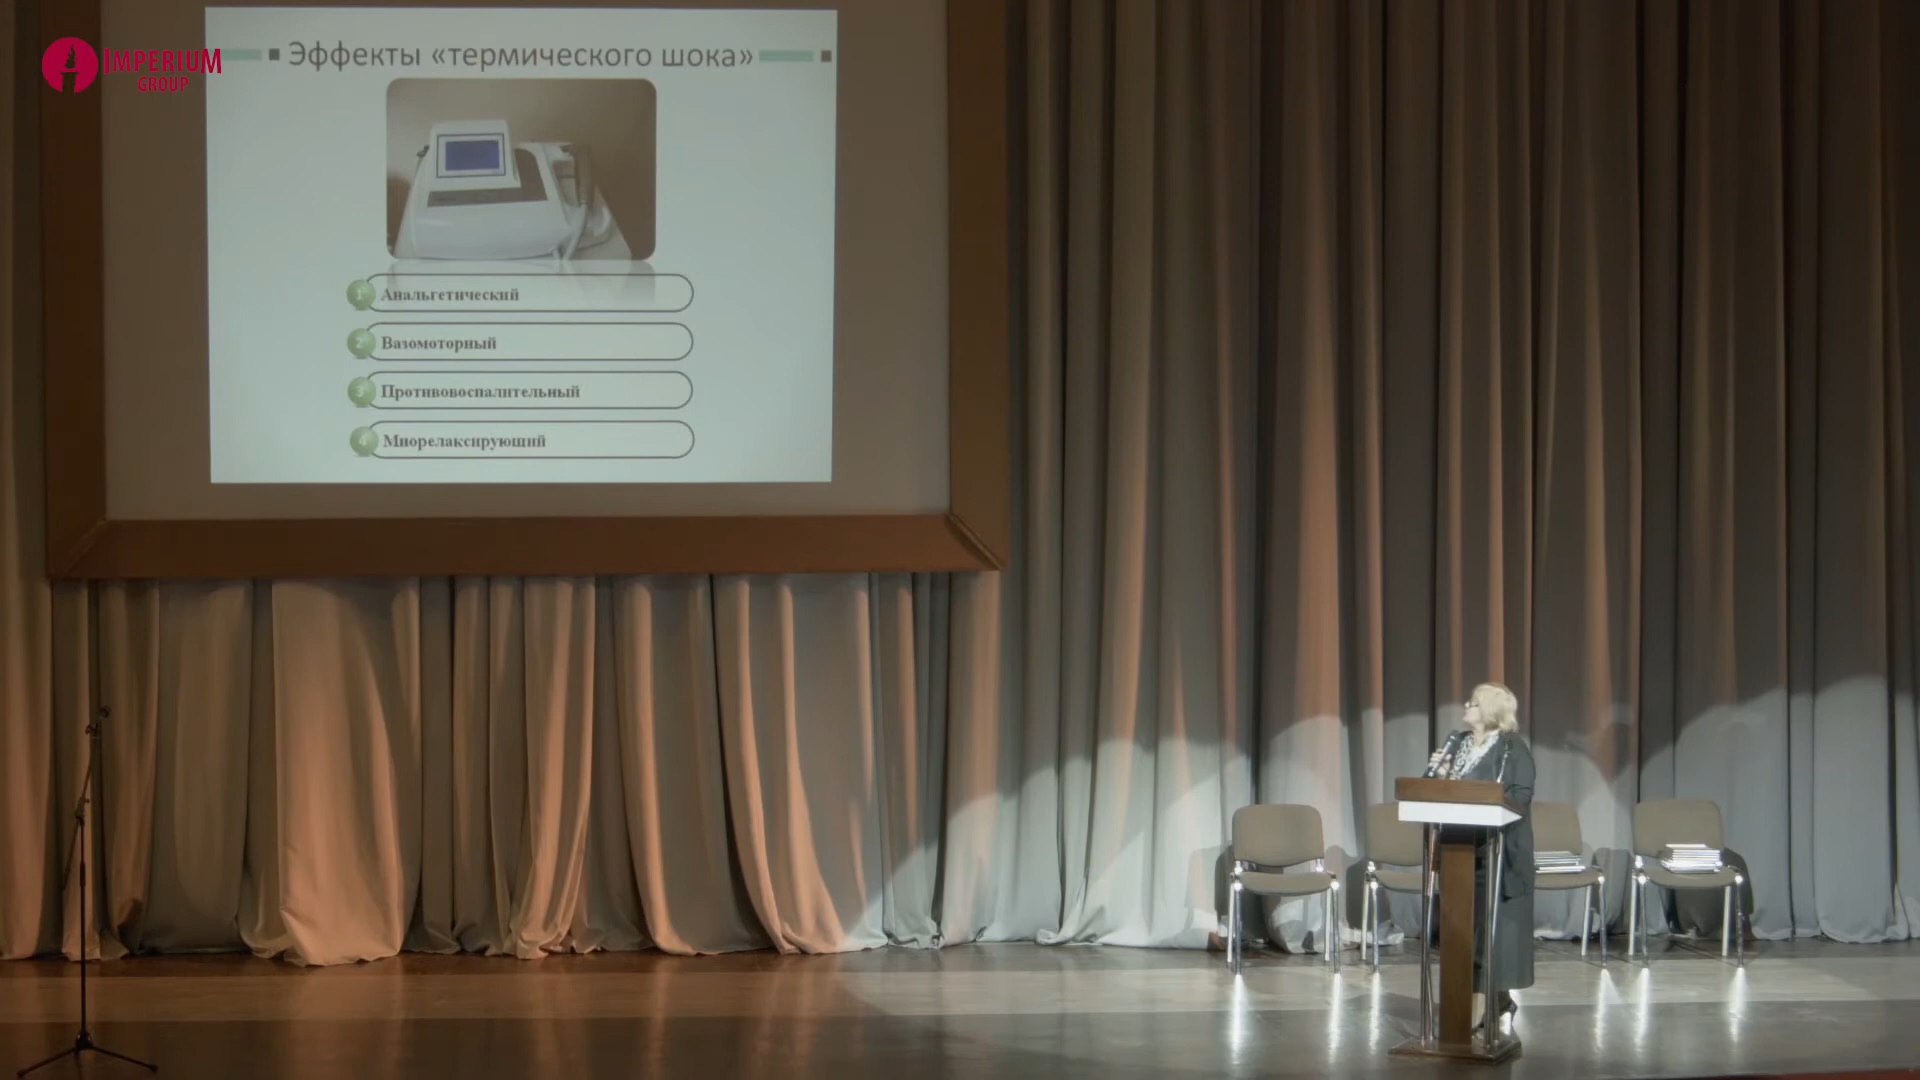 IMPERIUM
GROUP
Эффекты «термического шока»
1 Анальгетический
2 Вазомоторный
3 Противовоспалительный
4 Миорелаксирующий